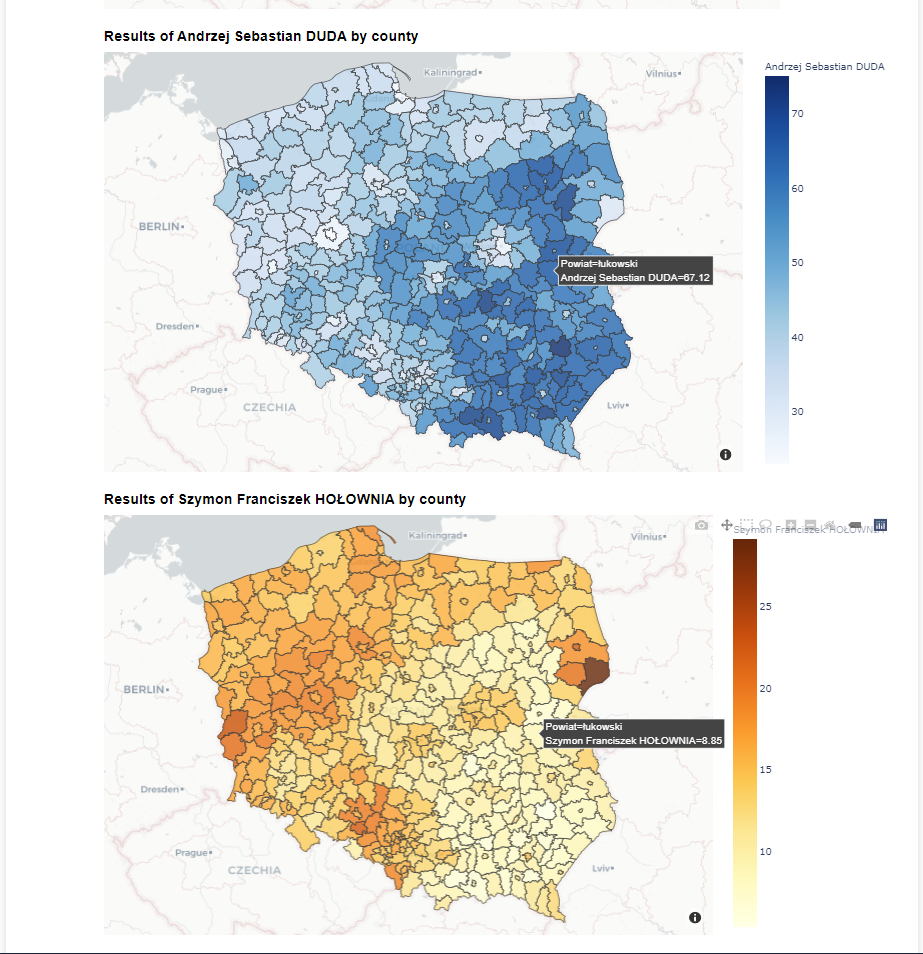 Results of Andrzej Sebastian DUDA by county
Kaliningrad
Vilnius
Gdańsk
BERLIN
Dresden
Prague
CZECHIA
Lviv
Powiat=łukowski
Andrzej Sebastian DUDA=67.12
Andrzej Sebastian DUDA
70
60
50
40
30
Results of Szymon Franciszek HOŁOWNIA by county
Kaliningrad
Vilnius
BERLIN
Dresden
Prague
CZECHIA
Lviv
Powiat=łukowski
Szymon Franciszek HOŁOWNIA=8.85
Szymon Franciszek HOŁOWNIA
25
20
15
10